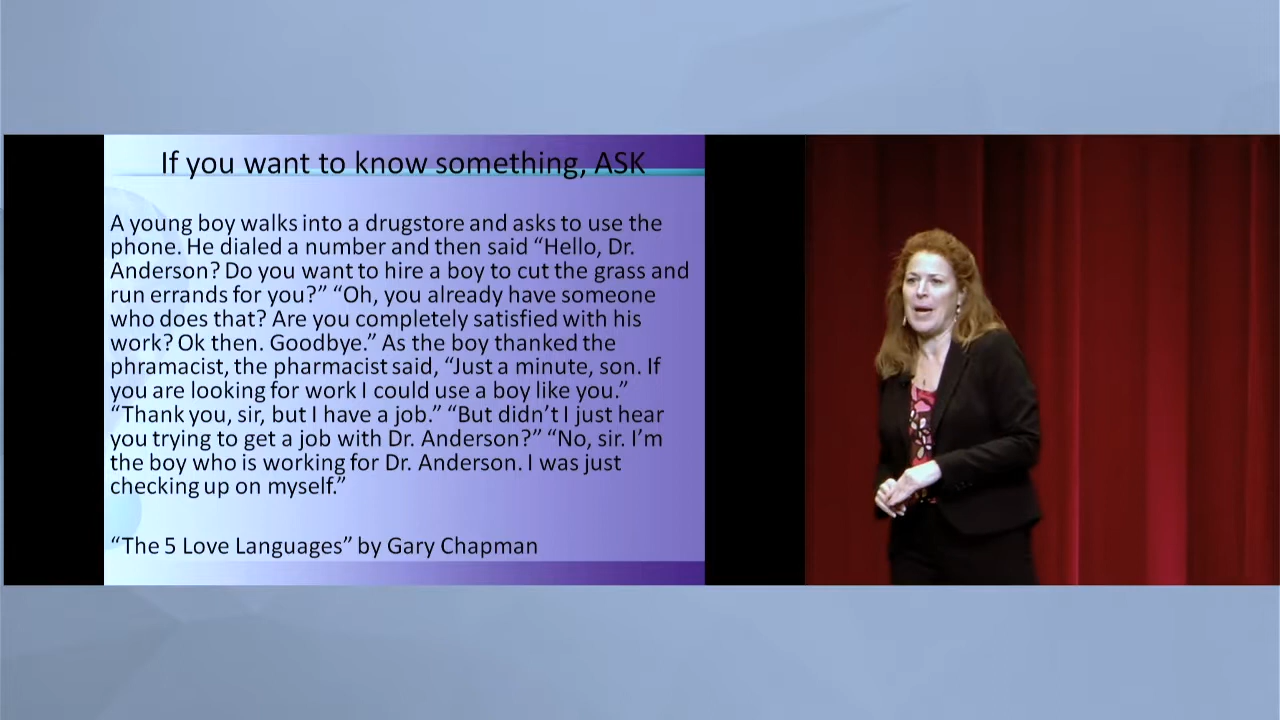 If you want to know something, ASK
A young boy walks into a drugstore and asks to use the
phone. He dialed a number and then said “Hello, Dr.
Anderson? Do you want to hire a boy to cut the grass and
run errands for you?” “Oh, you already have someone
who does that? Are you completely satisfied with his
work? Ok then. Goodbye.” As the boy thanked the
phramacist, the pharmacist said, “Just a minute, son. If
you are looking for work I could use a boy like you.”
“Thank you, sir, but I have a job.” “But didn’t I just hear
you trying to get a job with Dr. Anderson?” “No, sir. I’m
the boy who is working for Dr. Anderson. I was just
checking up on myself.”
“The 5 Love Languages” by Gary Chapman